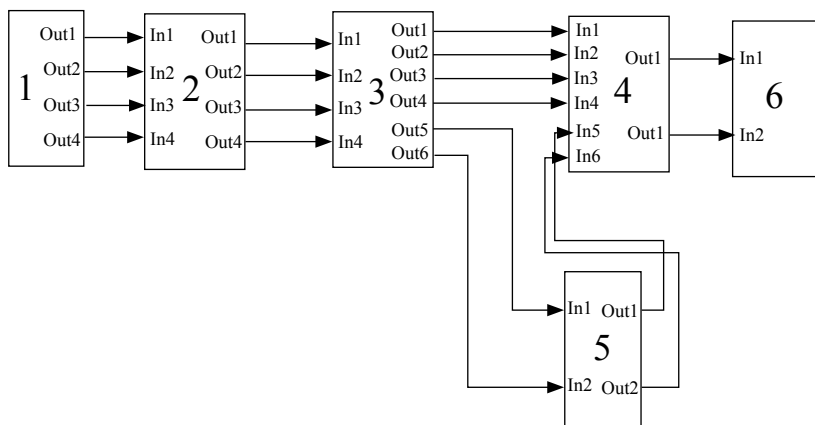 1
Out1
Out2
Out3
Out4
In1
In2
In3
In4
2
Out1
Out2
Out3
Out4
In1
In2
In3
In4
3
Out1
Out2
Out3
Out4
Out5
Out6
In1
In2
In3
In4
In5
In6
4
Out1
Out1
In1
In2
6
In1
In2
5
Out1
Out2